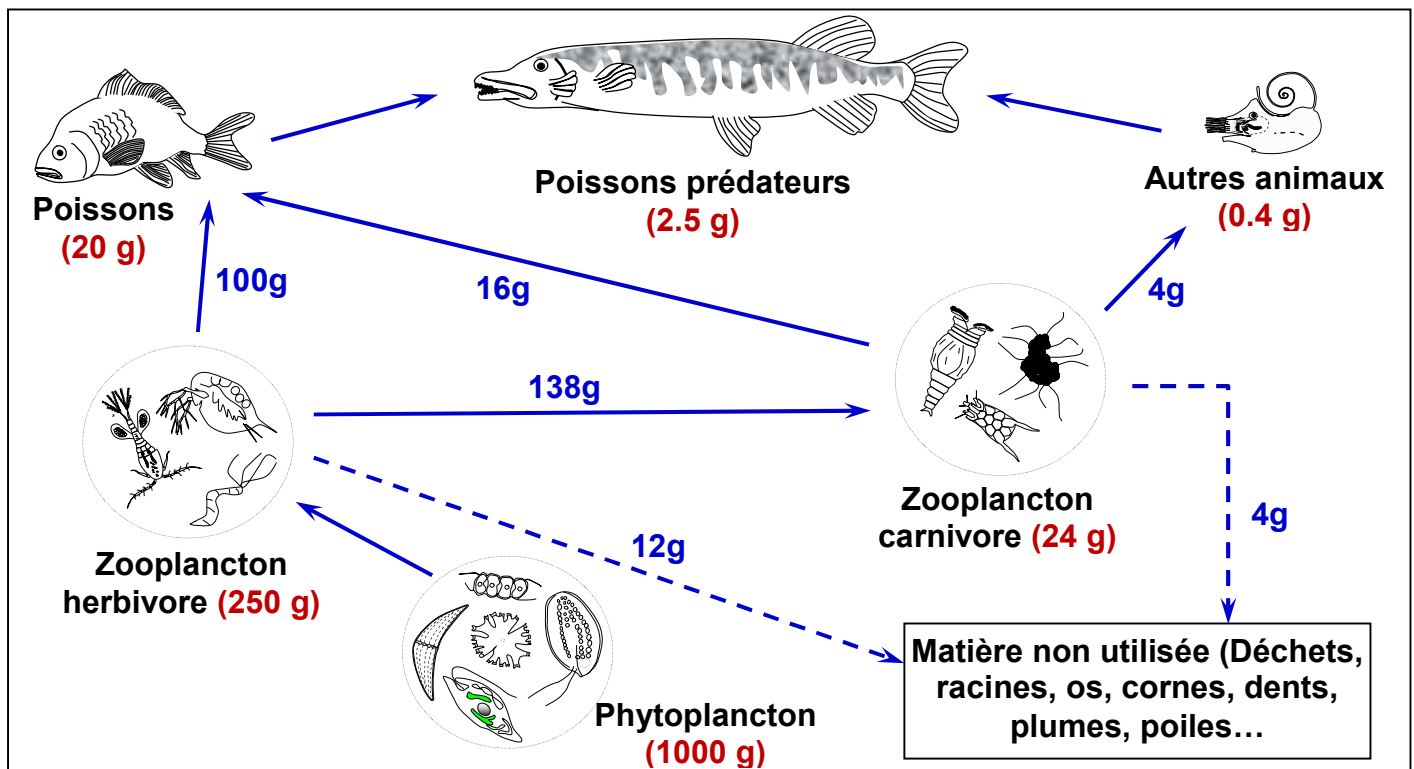 Poissons
(20 g)
Poissons prédateurs
(2.5 g)
Autres animaux
(0.4 g)
100g
16g
4g
138g
Zooplancton
herbivore (250 g)
Zooplancton
carnivore (24 g)
12g
4g
Phytoplancton
(1000 g)
Matière non utilisée (Déchets,
racines, os, cornes, dents,
plumes, poiles…